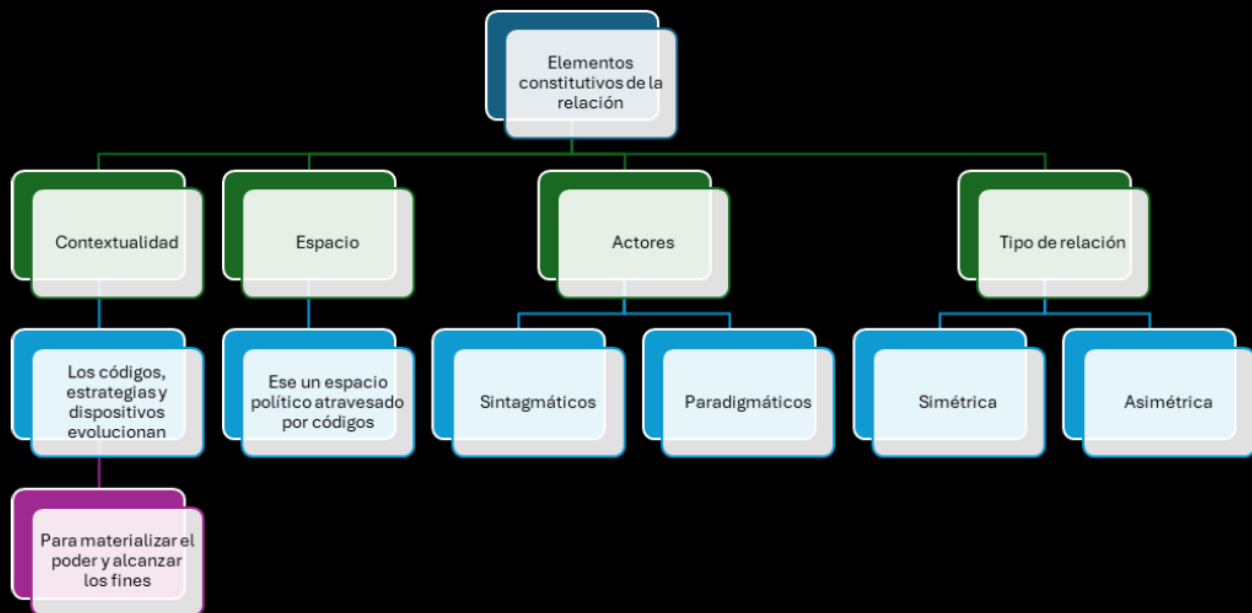 Elementos
constitutivos de la
relación
Contextualidad
Espacio
Actores
Tipo de relación
Los códigos,
estrategias y
dispositivos
evolucionan
Ese un espacio
político atravesado
por códigos
Sintagmáticos
Paradigmáticos
Simétrica
Asimétrica
Para materializar el
poder y alcanzar
los fines